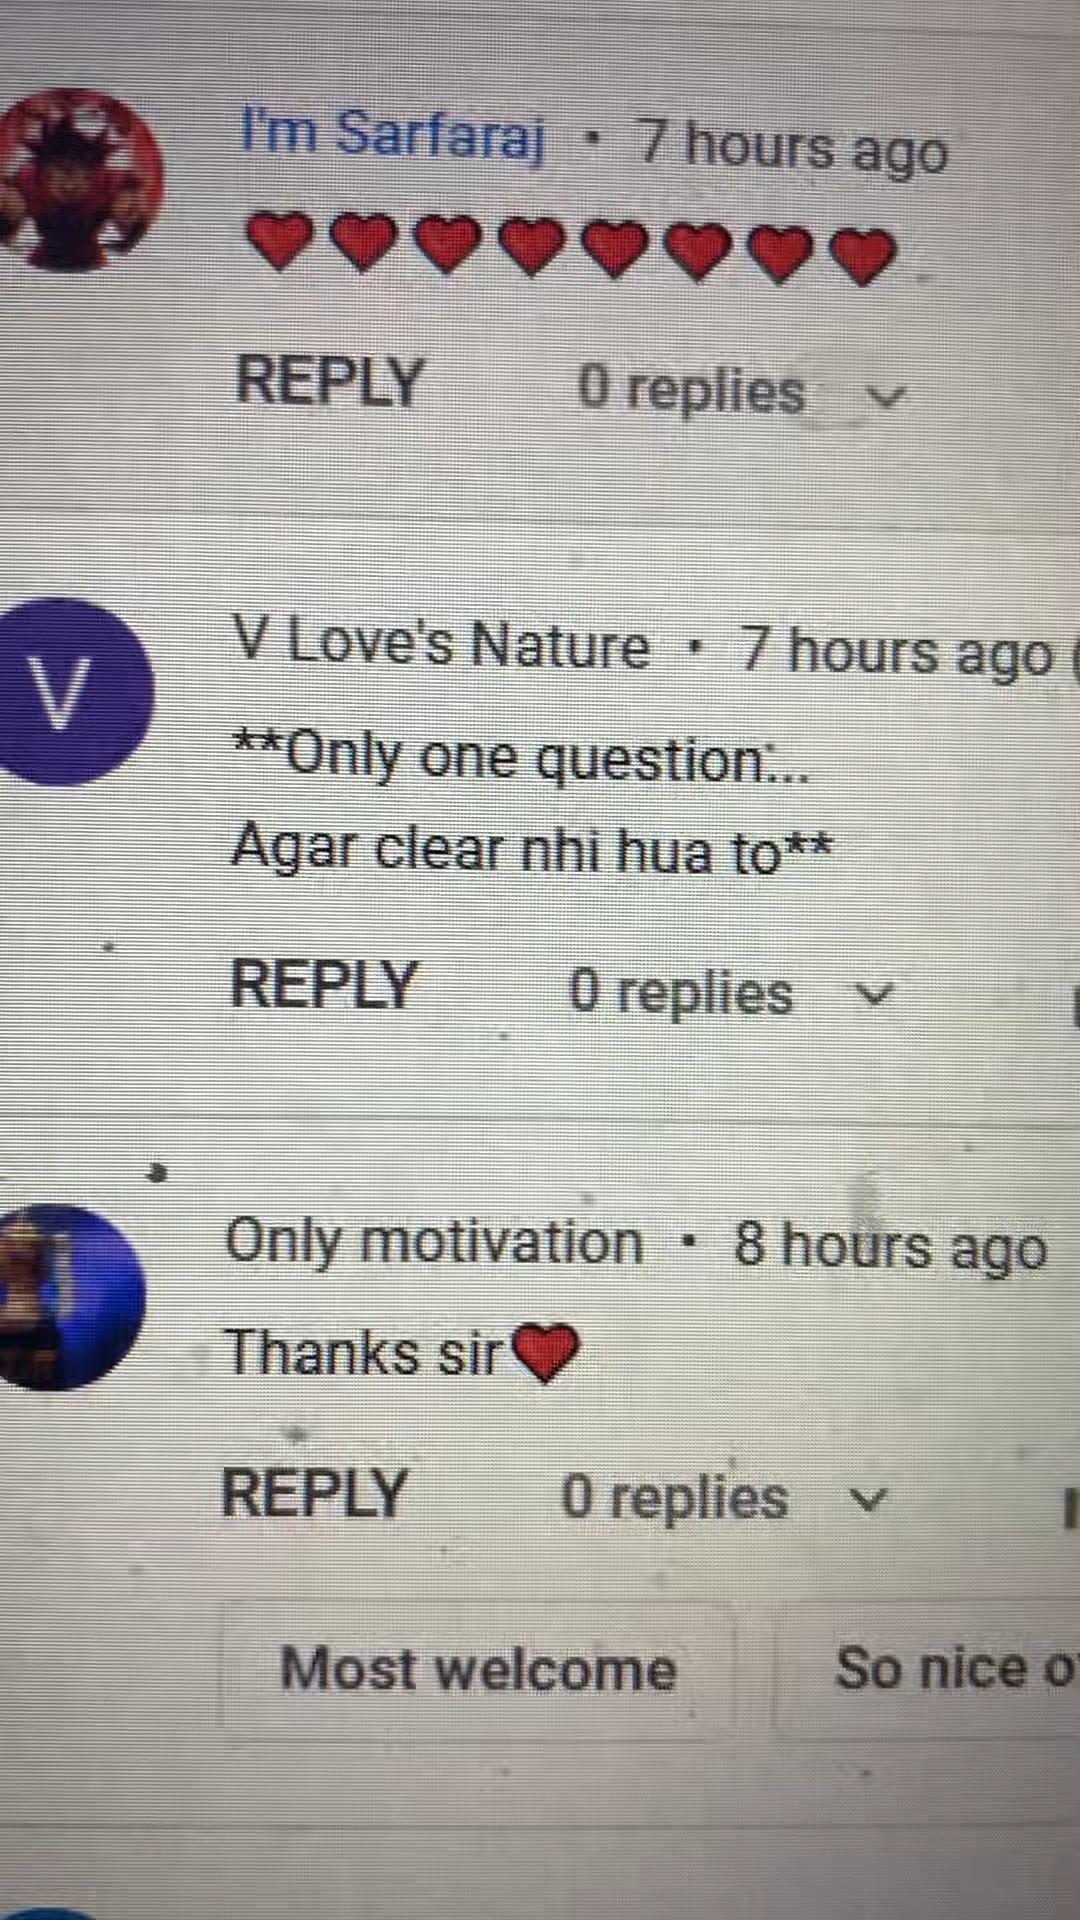 I'm Sarfaraj • 7 hours ago
❤️❤️❤️❤️❤️❤️❤️❤️
REPLY 0 replies
V
V Love's Nature • 7 hours ago
**Only one question:...
Agar clear nhi hua to**
REPLY 0 replies
Only motivation • 8 hours ago
Thanks sir❤️
REPLY 0 replies
Most welcome So nice